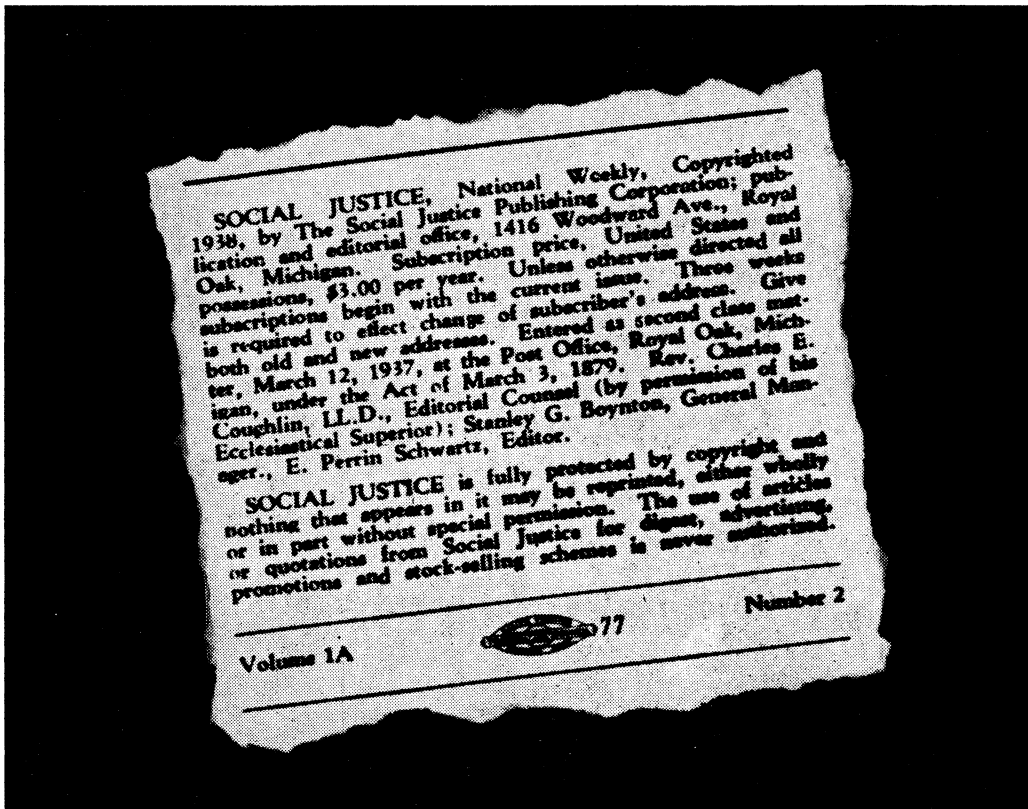 SOCIAL JUSTICE, National Weekly, Copyrighted
1938, by The Social Justice Publishing Corporation; pub-
lication and editorial office, 1416 Woodward Ave., Royal
Oak, Michigan. Subscription price, United States and
possessions, $3.00 per year. Unless otherwise directed all
subscriptions begin with the current issue. Three weeks
is required to effect change of subscriber's address. Give
both old and new addresses. Entered as second class mat-
ter, March 12, 1937, at the Post Office, Royal Oak, Mich-
igan, under the Act of March 3, 1879. Rev. Charles E.
Coughlin, LL.D., Editorial Counsel (by permission of his
Ecclesiastical Superior); Stanley G. Boynton, General Man-
ager., E. Perrin Schwartz, Editor.
SOCIAL JUSTICE is fully protected by copyright and
nothing that appears in it may be reprinted, either wholly
or in part without special permission. The use of articles
or quotations from Social Justice for digest, advertising,
promotions and stock-selling schemes is never authorized.
Volume 1A 77 Number 2